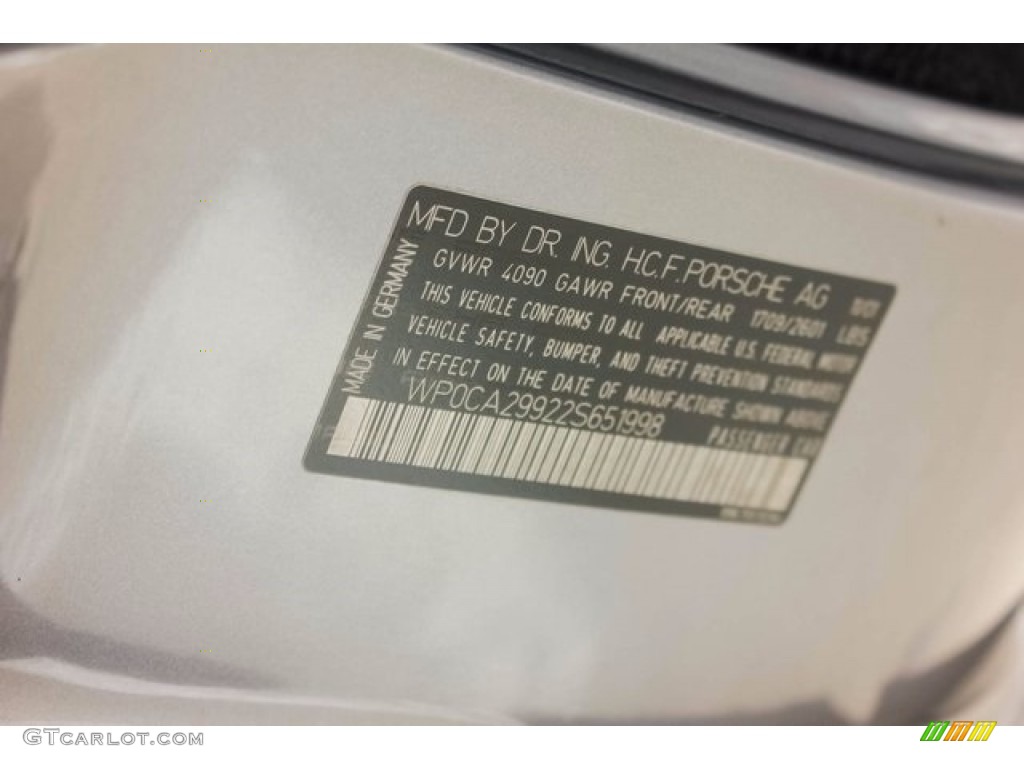 MFD BY DR. ING. H.C.F. PORSCHE AG
GVWR 4090 GAWR FRONT/REAR 1709/2601 LBS
THIS VEHICLE CONFORMS TO ALL APPLICABLE U.S. FEDERAL MOTOR
VEHICLE SAFETY, BUMPER, AND THEFT PREVENTION STANDARDS
IN EFFECT ON THE DATE OF MANUFACTURE SHOWN ABOVE
WP0CA29922S651998
PASSENGER CAR
MADE IN GERMANY
GTCARLOT.COM